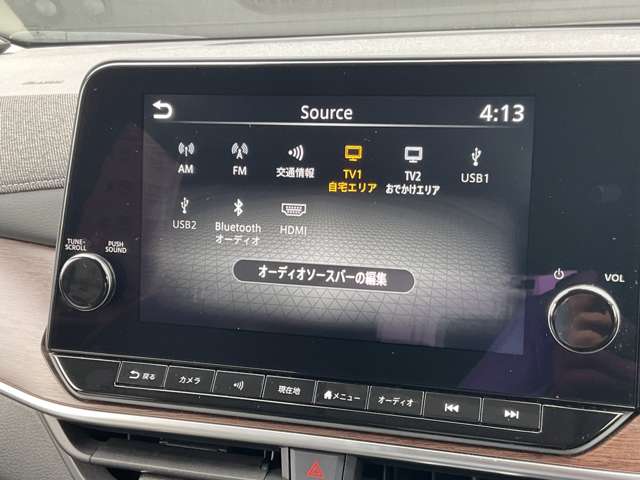 Source
4:13
AM
FM
交通情報
TV1
自宅エリア
TV2
おでかけエリア
USB1
USB2
Bluetooth
オーディオ
HDMI
TUNE·
SCROLL
PUSH
SOUND
VOL
オーディオソースバーの編集
戻る
カメラ
現在地
メニュー
オーディオ